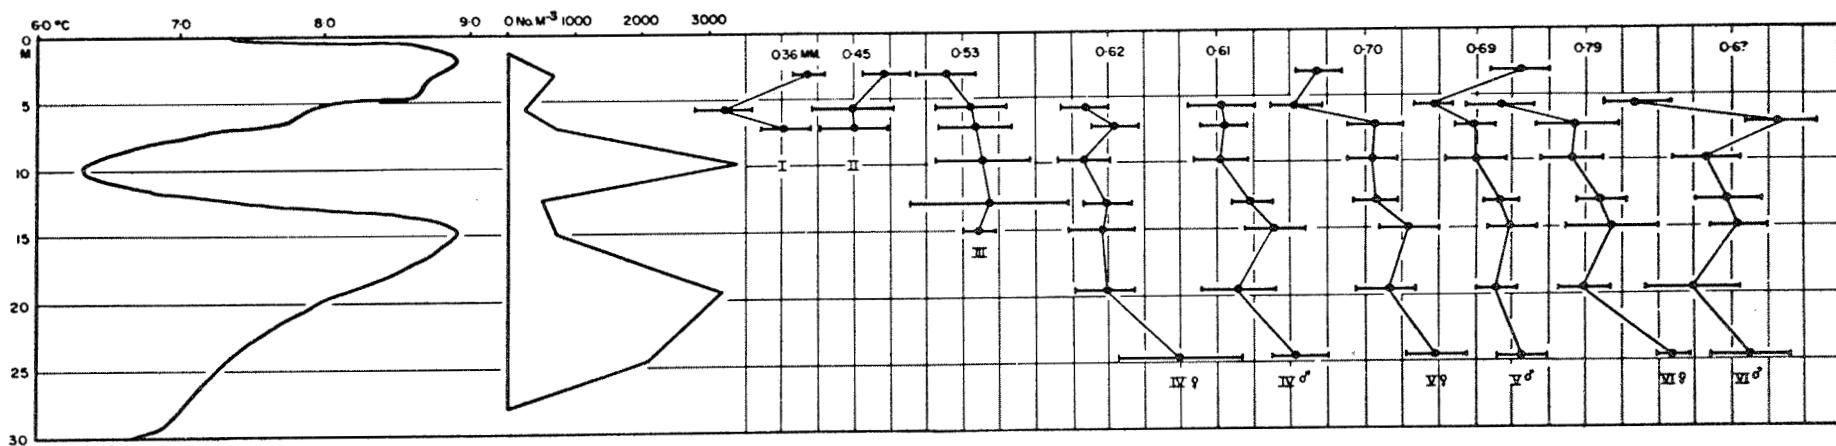 6·0 °C 7·0 8·0 9·0 0 No. M⁻³ 1000 2000 3000
0
M
5
10
15
20
25
30
0·36 MM. 0·45 0·53 0·62 0·61 0·70 0·69 0·79 0·6?
I II
III
IV ♀ IV ♂ V ♀ V ♂ VI ♀ VI ♂